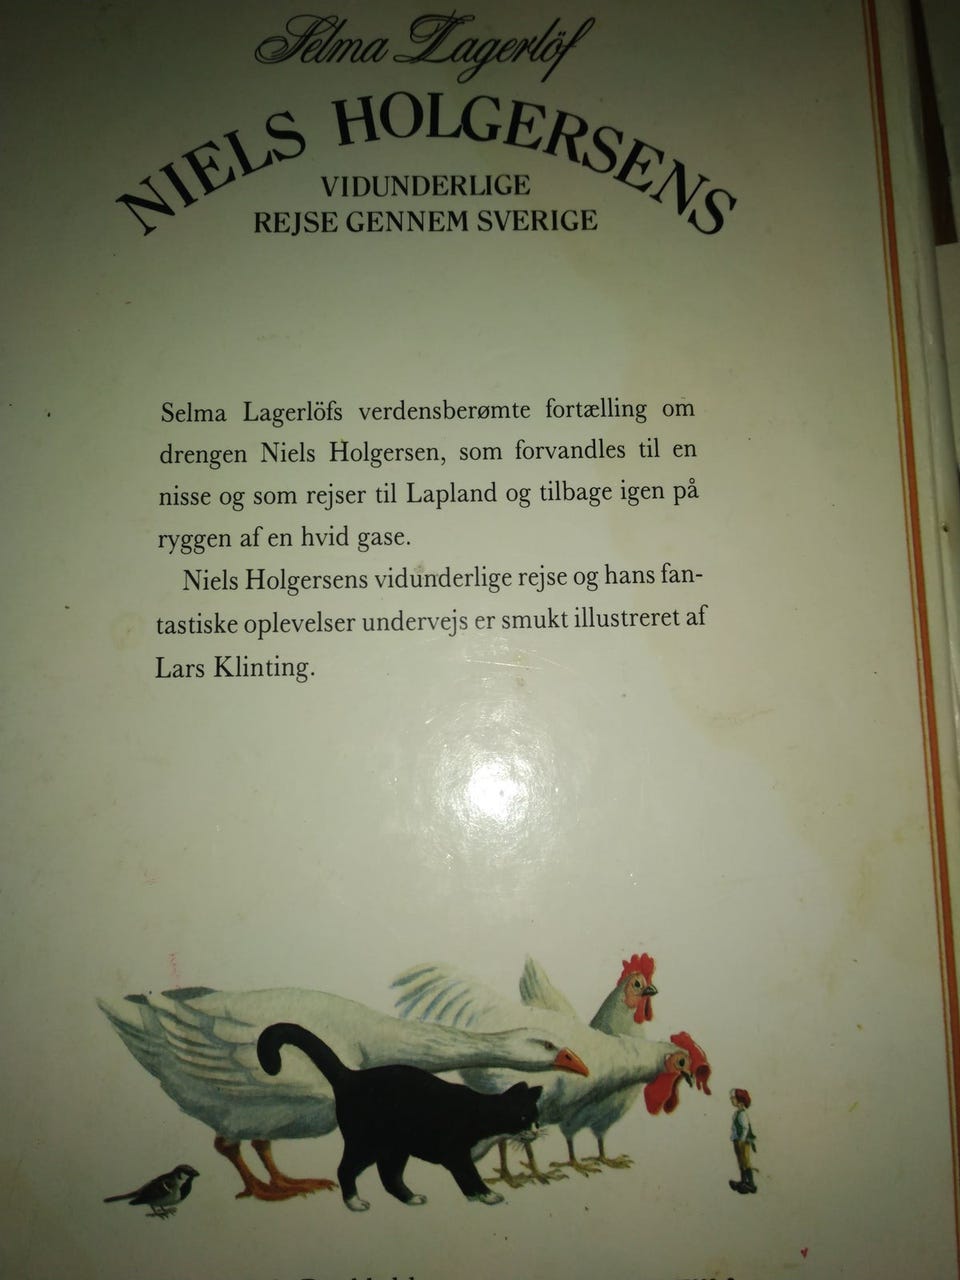 Selma Lagerlöf
NIELS HOLGERSENS
VIDUNDERLIGE
REJSE GENNEM SVERIGE
Selma Lagerlöfs verdensberømte fortælling om
drengen Niels Holgersen, som forvandles til en
nisse og som rejser til Lapland og tilbage igen på
ryggen af en hvid gase.
Niels Holgersens vidunderlige rejse og hans fan-
tastiske oplevelser undervejs er smukt illustreret af
Lars Klinting.